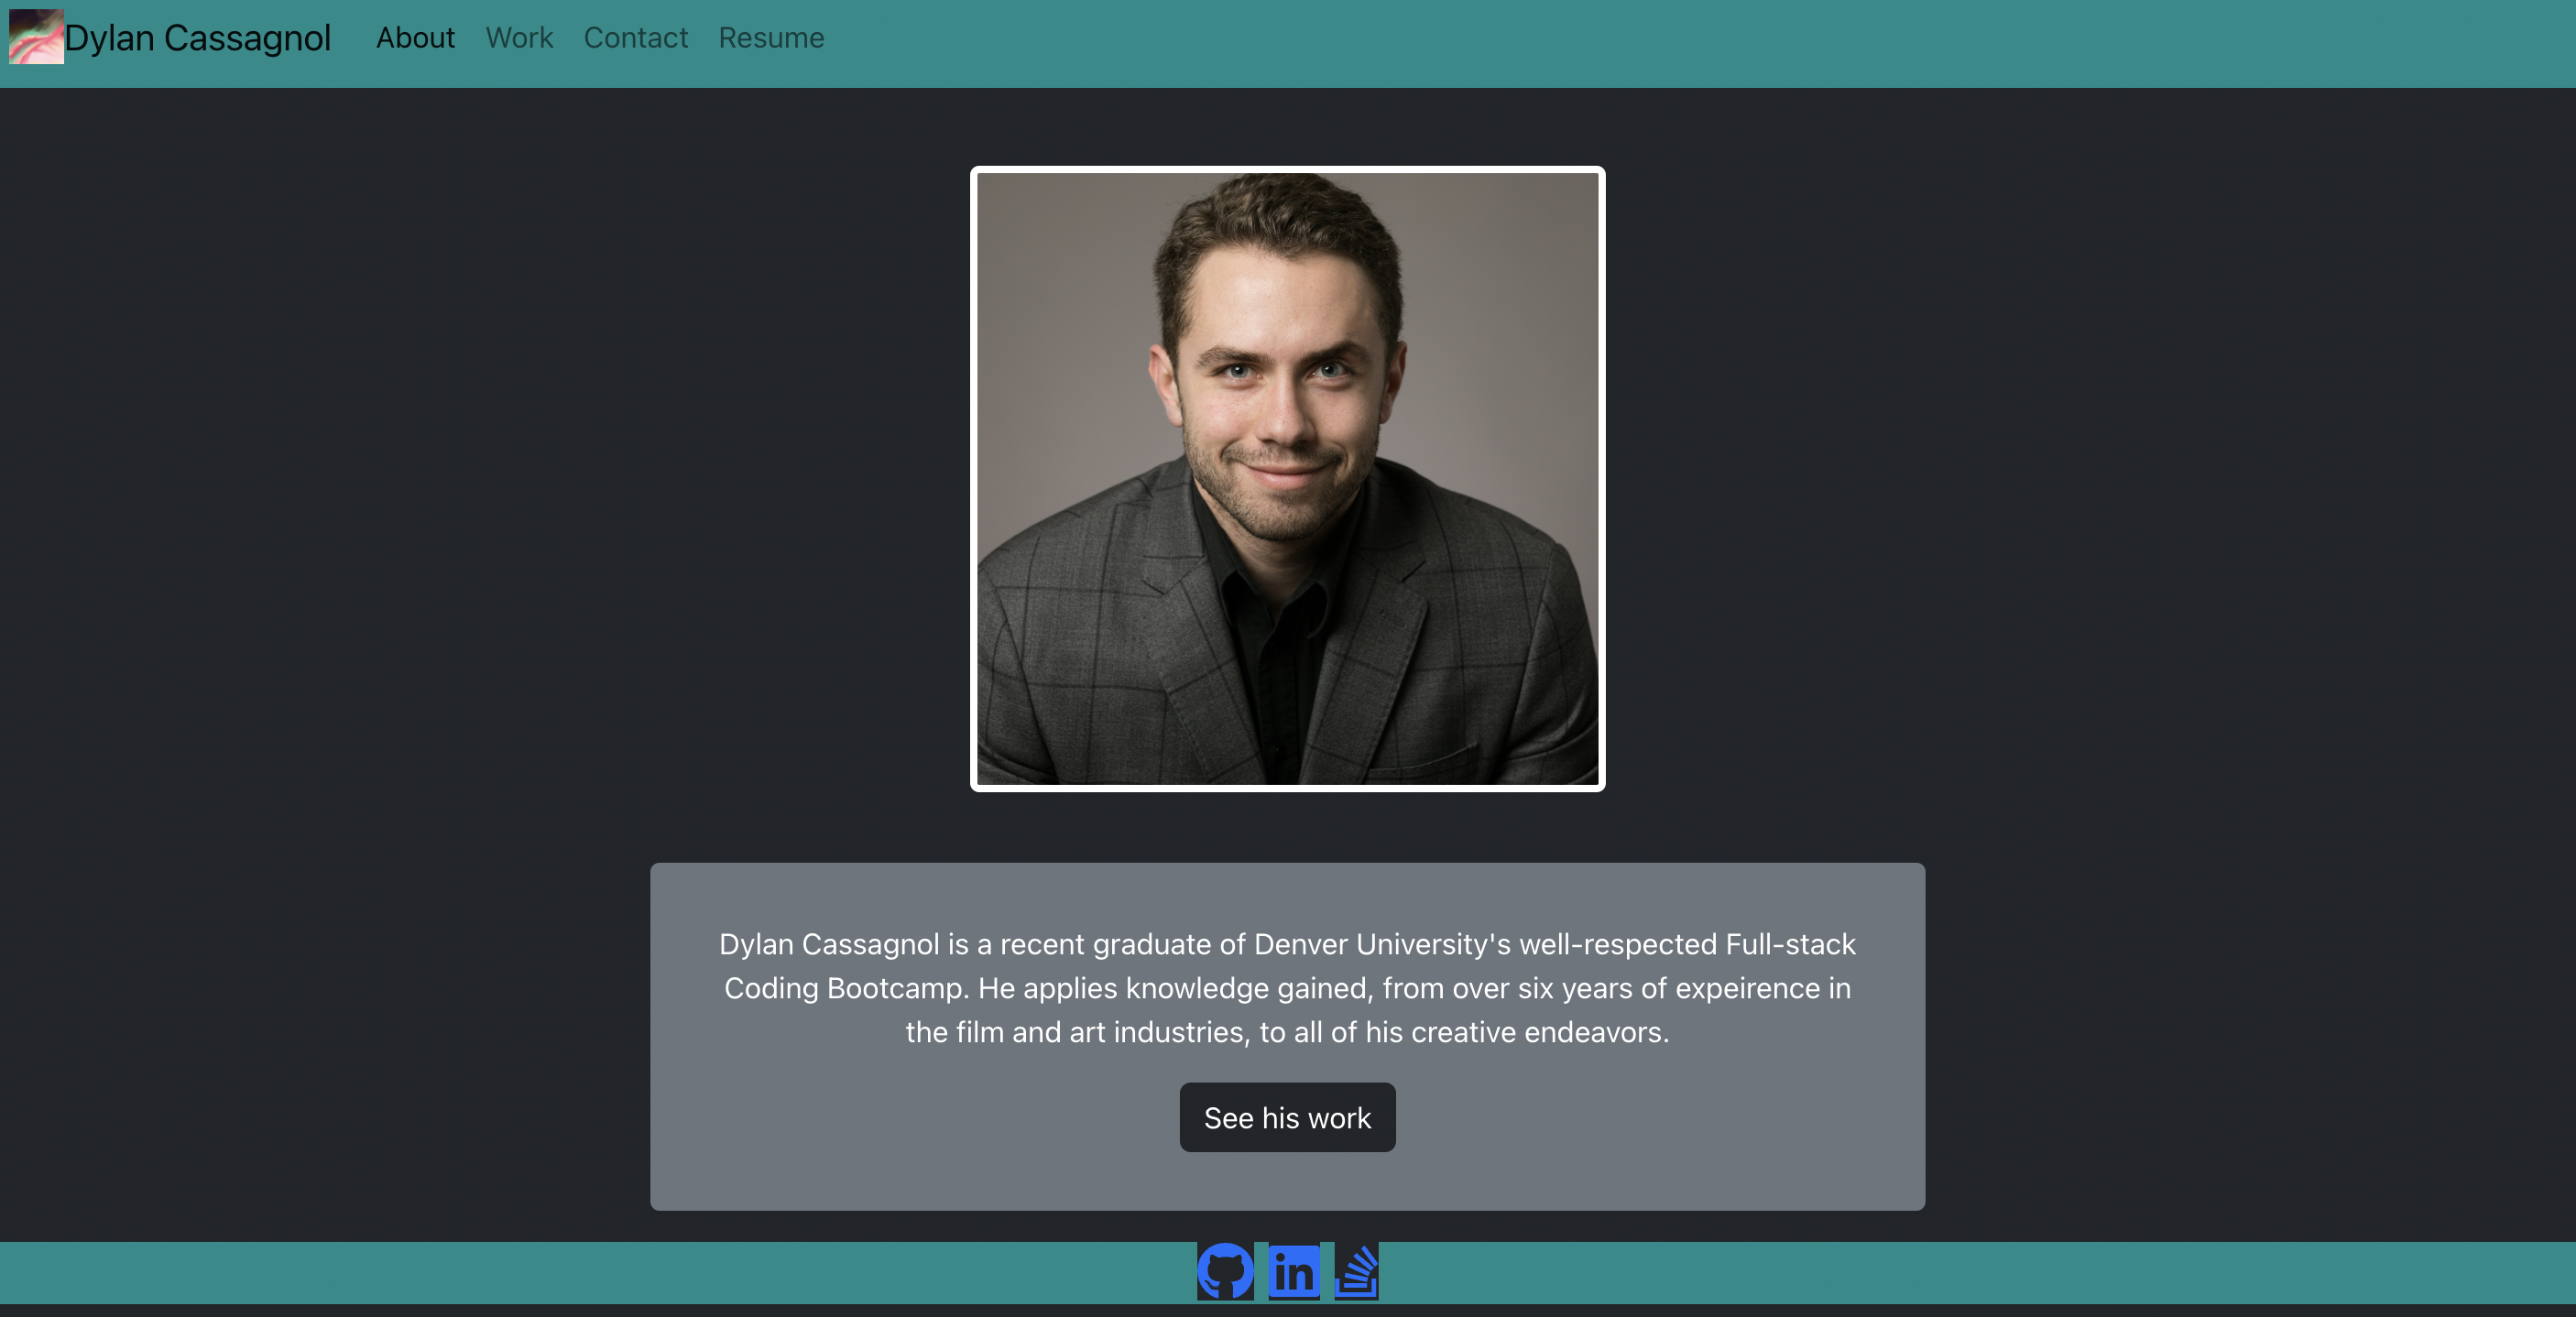 Dylan Cassagnol About Work Contact Resume
Dylan Cassagnol is a recent graduate of Denver University's well-respected Full-stack
Coding Bootcamp. He applies knowledge gained, from over six years of expeirence in
the film and art industries, to all of his creative endeavors.
See his work
in